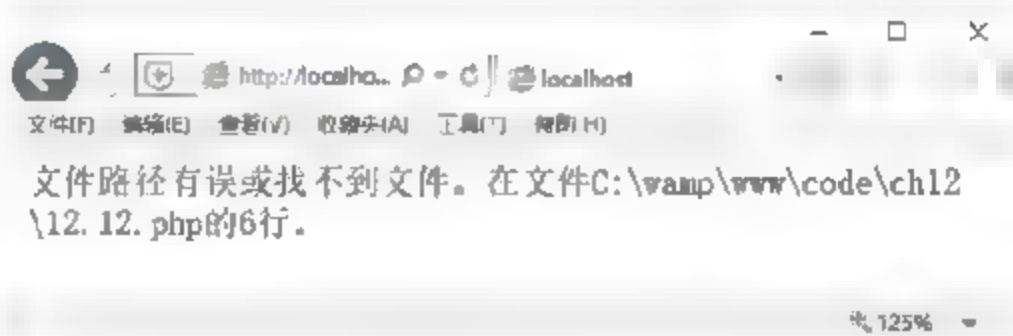 http://localho... localhost
文件(F) 编辑(E) 查看(V) 收藏夹(A) 工具(T) 帮助(H)
文件路径有误或找不到文件。在文件C:\wamp\www\code\ch12
\12.12.php的6行.
125%